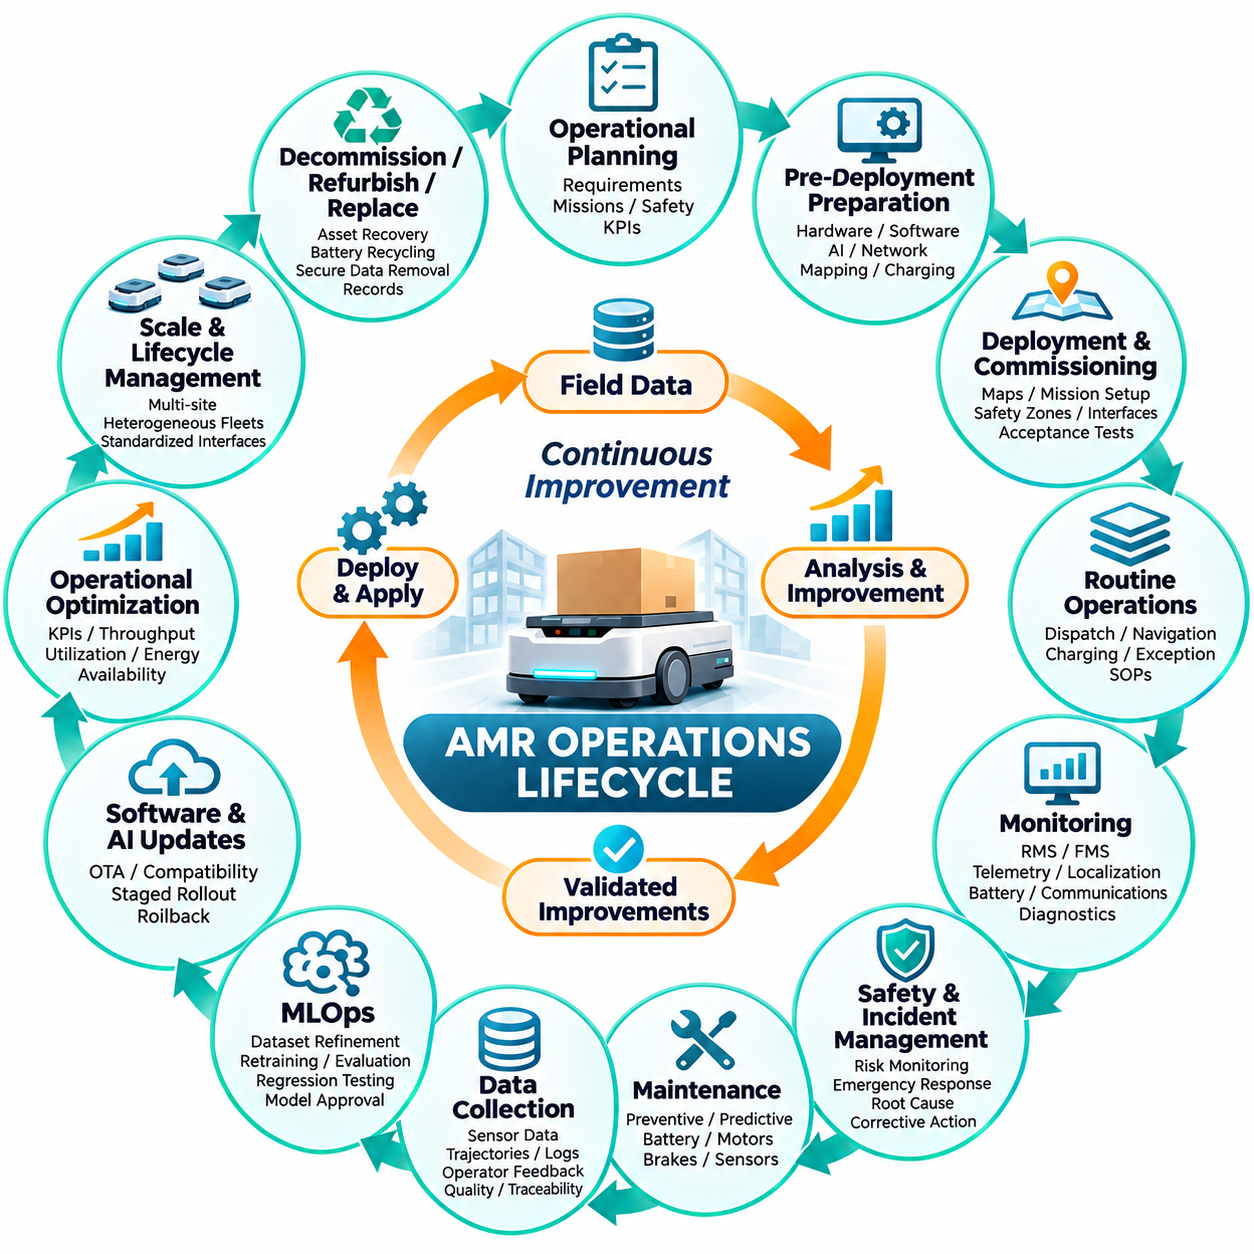 Operational
Planning
Requirements
Missions / Safety
KPIs
Pre-Deployment
Preparation
Hardware / Software
AI / Network
Mapping / Charging
Deployment &
Commissioning
Maps / Mission Setup
Safety Zones / Interfaces
Acceptance Tests
Routine
Operations
Dispatch / Navigation
Charging / Exception
SOPs
Monitoring
RMS / FMS
Telemetry / Localization
Battery / Communications
Diagnostics
Safety &
Incident
Management
Risk Monitoring
Emergency Response
Root Cause
Corrective Action
Maintenance
Preventive / Predictive
Battery / Motors
Brakes / Sensors
Data
Collection
Sensor Data
Trajectories / Logs
Operator Feedback
Quality / Traceability
MLOps
Dataset Refinement
Retraining / Evaluation
Regression Testing
Model Approval
Software &
AI Updates
OTA / Compatibility
Staged Rollout
Roilback
Operational
Optimization
KPIs / Throughput
Utilization / Energy
Availability
Scale &
Lifecycle
Management
Multi-site
Heterogeneous Fleets
Standardized Interfaces
Decommission /
Refurbish /
Replace
Asset Recovery
Battery Recycling
Secure Data Removal
Records
Field Data
Continuous
Improvement
Analysis &
Improvement
Validated
Improvements
Deploy
& Apply
AMR OPERATIONS
LIFECYCLE